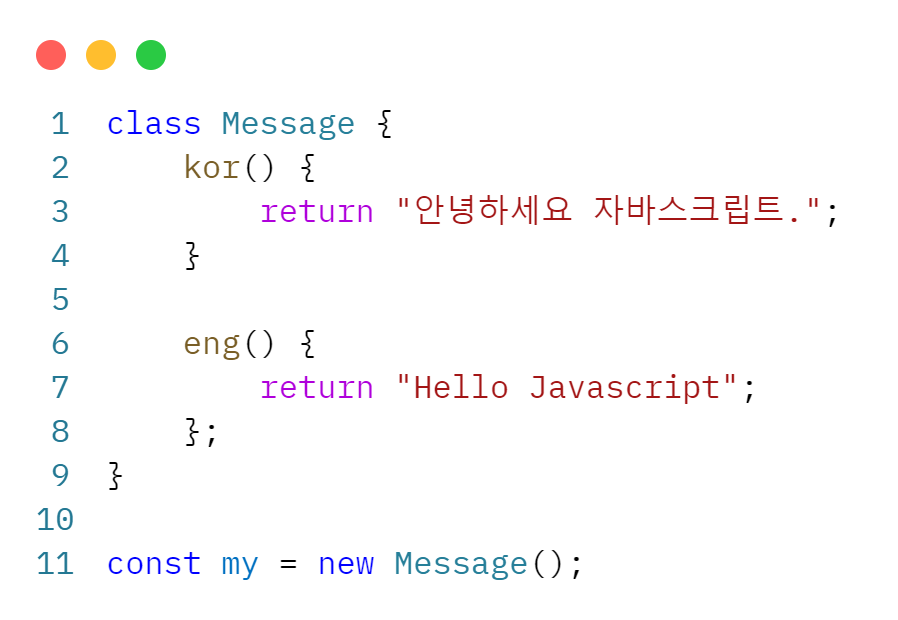 1 class Message {
2     kor() {
3         return "안녕하세요 자바스크립트.";
4     }
5
6     eng() {
7         return "Hello Javascript";
8     };
9 }
10
11 const my = new Message();